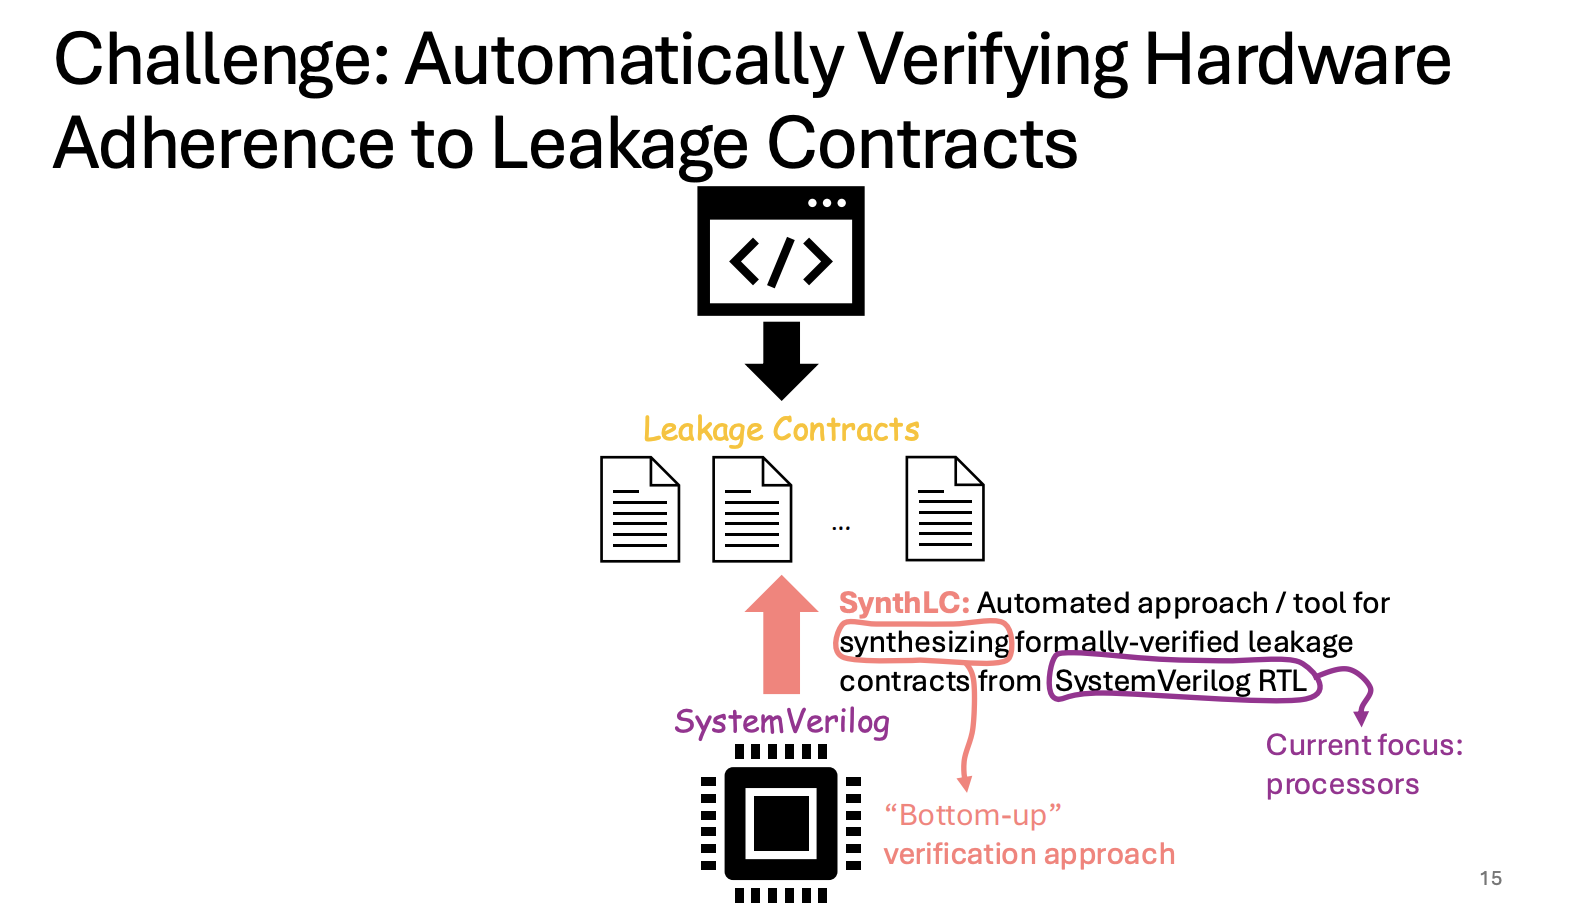 Challenge: Automatically Verifying Hardware
Adherence to Leakage Contracts
</>
Leakage Contracts
...
SynthLC: Automated approach / tool for
synthesizing formally-verified leakage
contracts from SystemVerilog RTL
SystemVerilog
Current focus:
processors
“Bottom-up”
verification approach
15